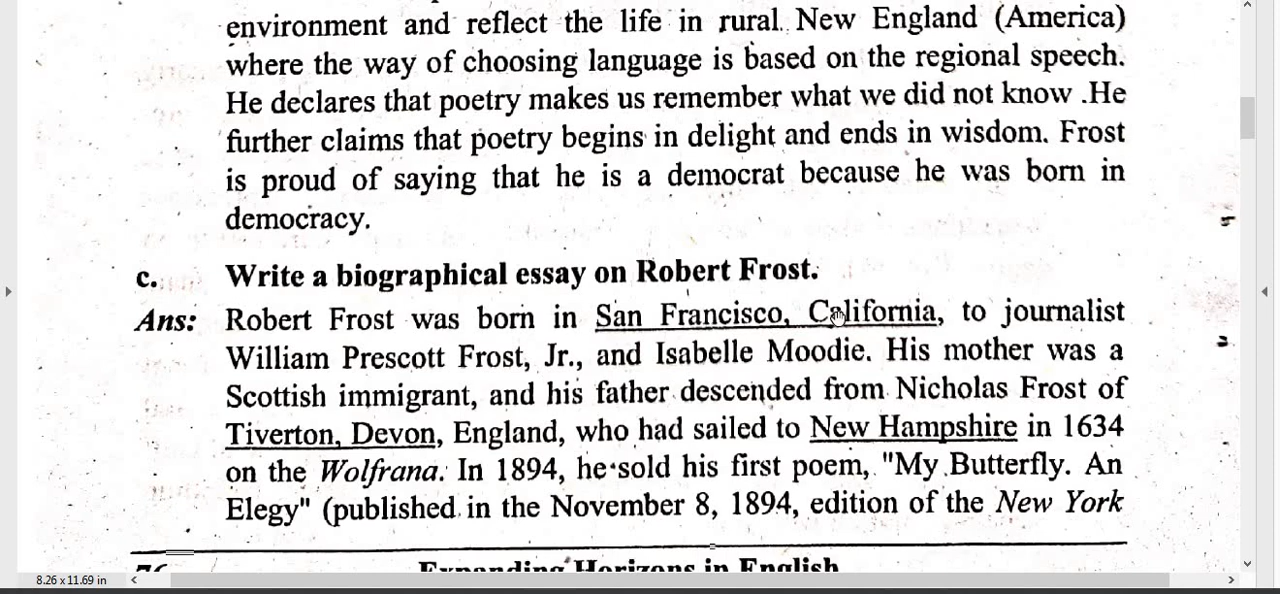 environment and reflect the life in rural New England (America)
where the way of choosing language is based on the regional speech.
He declares that poetry makes us remember what we did not know .He
further claims that poetry begins in delight and ends in wisdom. Frost
is proud of saying that he is a democrat because he was born in
democracy.
c. Write a biographical essay on Robert Frost.
Ans: Robert Frost was born in San Francisco, California, to journalist
William Prescott Frost, Jr., and Isabelle Moodie. His mother was a
Scottish immigrant, and his father descended from Nicholas Frost of
Tiverton, Devon, England, who had sailed to New Hampshire in 1634
on the Wolfrana. In 1894, he sold his first poem, "My Butterfly. An
Elegy" (published in the November 8, 1894, edition of the New York
Expanding Horizons in English
8.26 x 11.69 in